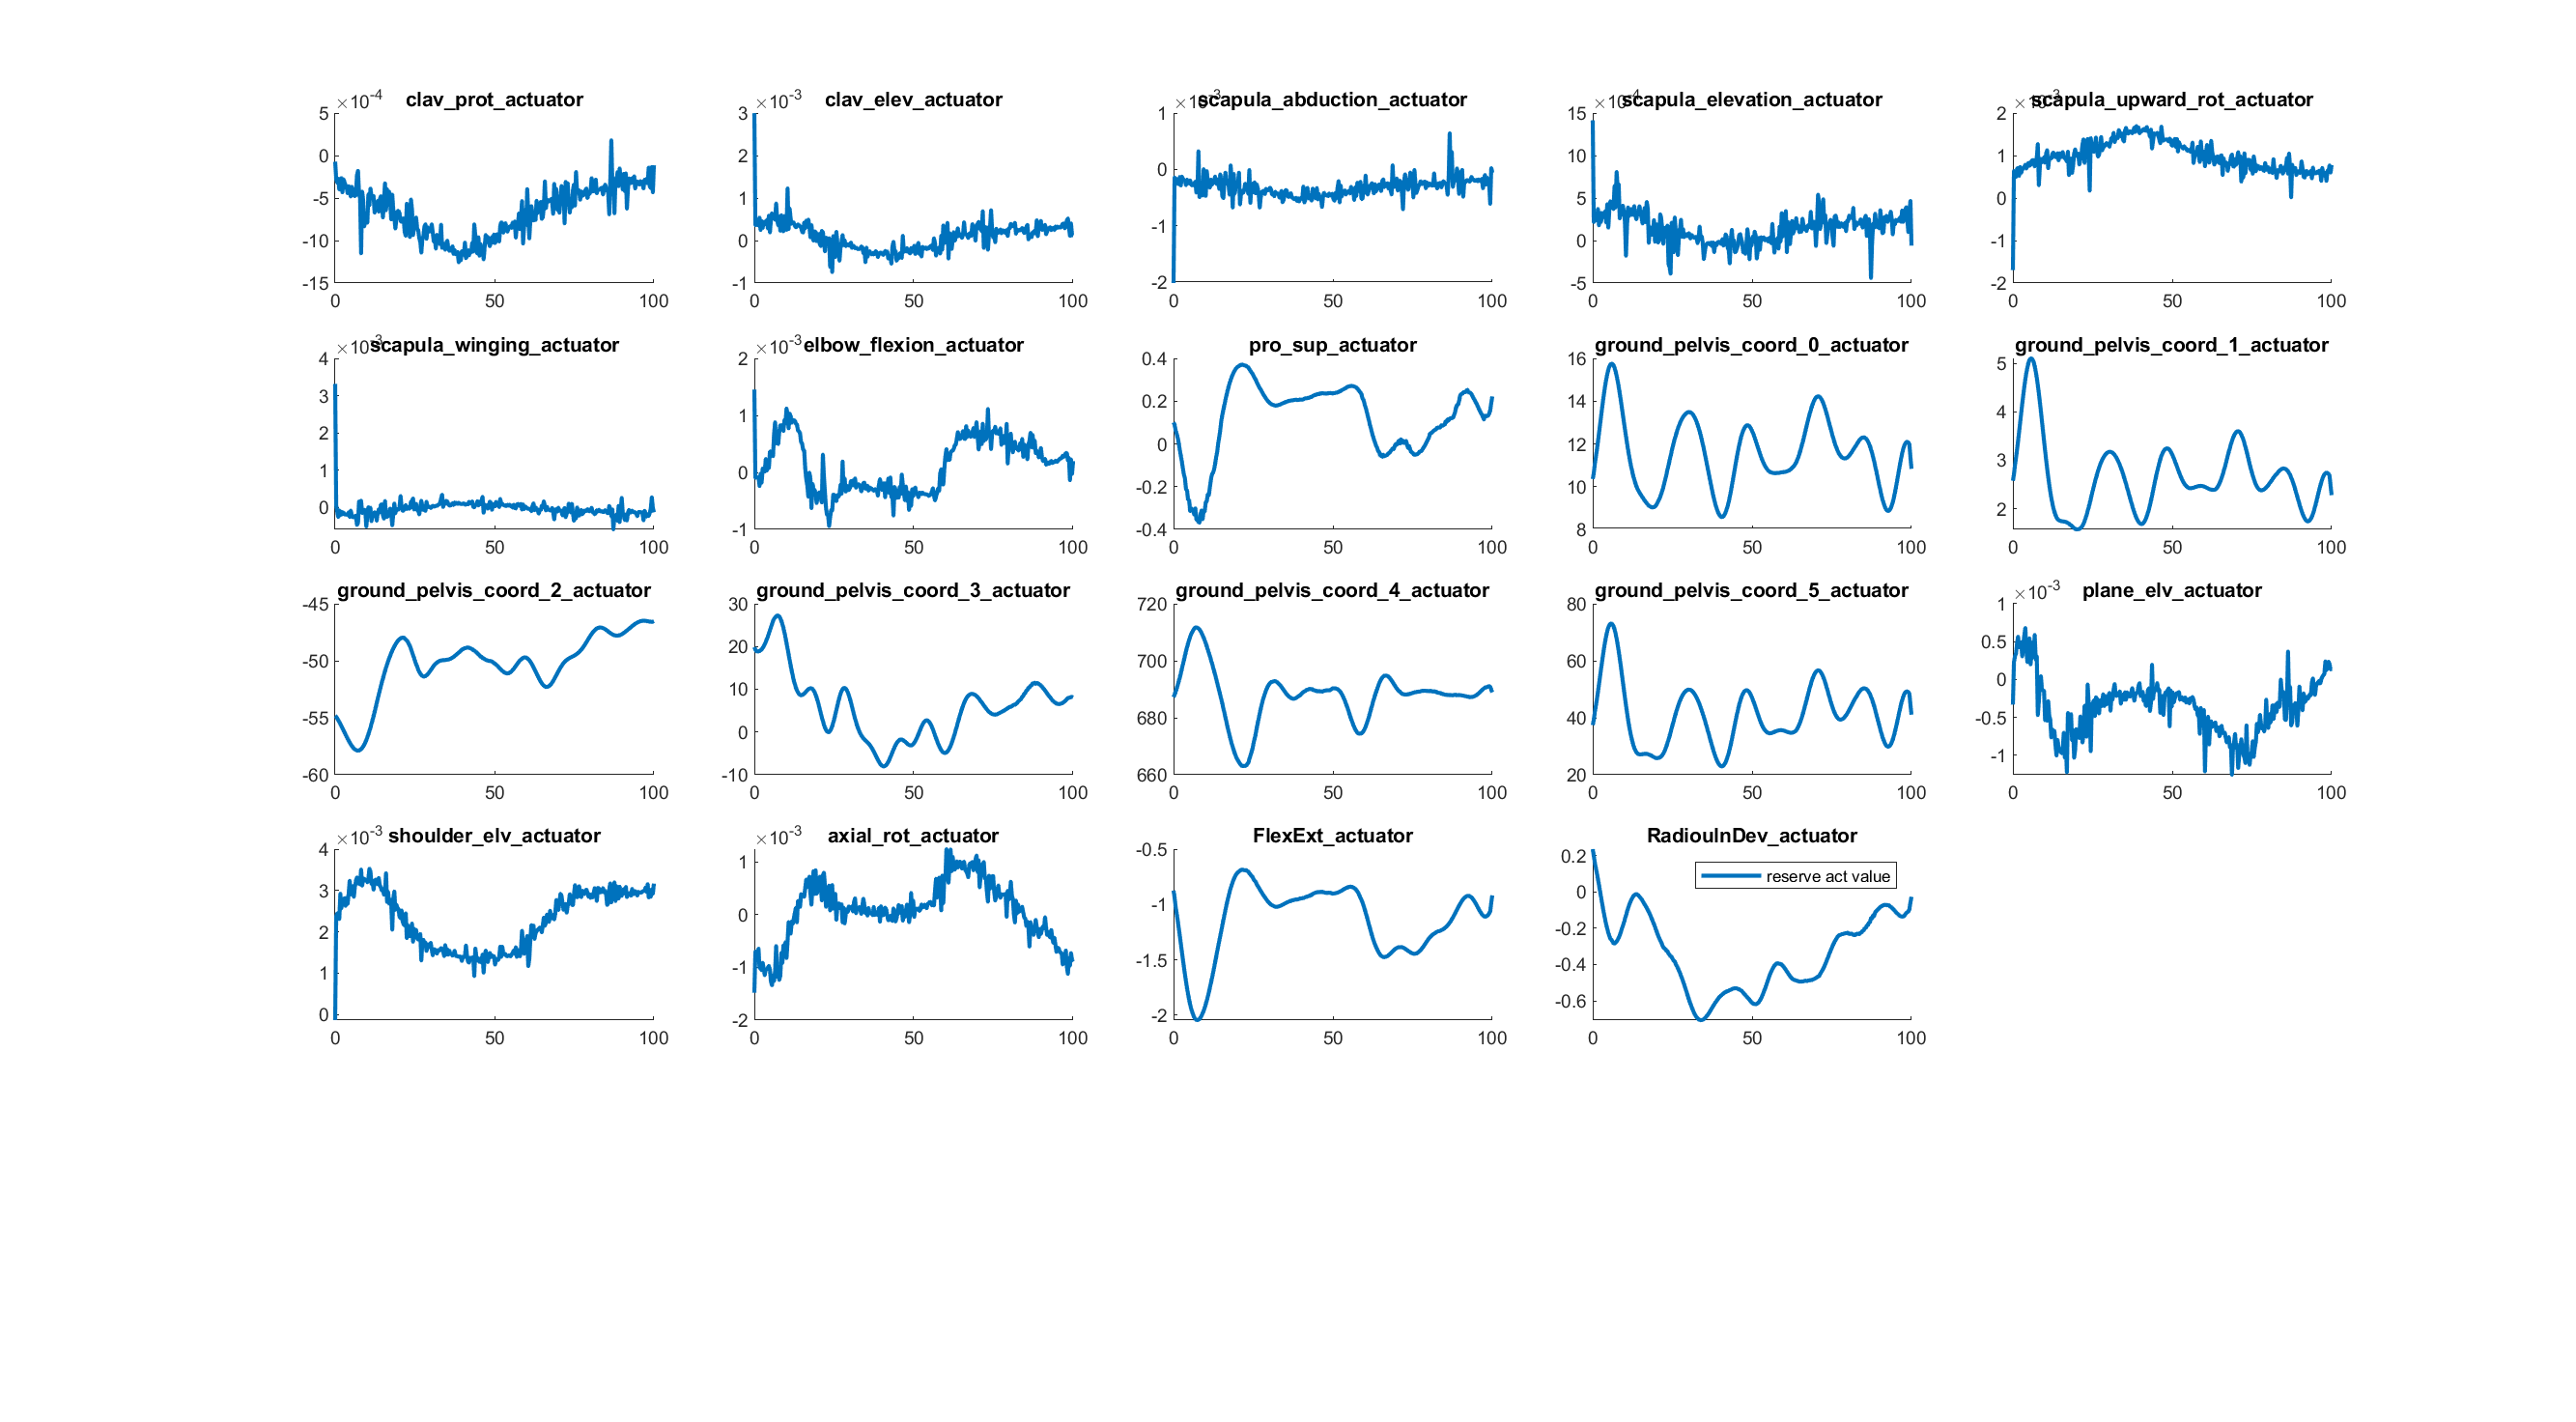 clav_prot_actuator
×10-4
5
0
-5
-10
-15
0 50 100
clav_elev_actuator
×10-3
3
2
1
0
-1
0 50 100
scapula_abduction_actuator
×10-3
1
0
-1
-2
0 50 100
scapula_elevation_actuator
×10-4
15
10
5
0
-5
0 50 100
scapula_upward_rot_actuator
×10-3
2
1
0
-1
-2
0 50 100
scapula_winging_actuator
×10-3
4
3
2
1
0
0 50 100
elbow_flexion_actuator
×10-3
2
1
0
-1
0 50 100
pro_sup_actuator
0.4
0.2
0
-0.2
-0.4
0 50 100
ground_pelvis_coord_0_actuator
16
14
12
10
8
0 50 100
ground_pelvis_coord_1_actuator
5
4
3
2
0 50 100
ground_pelvis_coord_2_actuator
-45
-50
-55
-60
0 50 100
ground_pelvis_coord_3_actuator
30
20
10
0
-10
0 50 100
ground_pelvis_coord_4_actuator
720
700
680
660
0 50 100
ground_pelvis_coord_5_actuator
80
60
40
20
0 50 100
plane_elv_actuator
×10-3
1
0.5
0
-0.5
-1
0 50 100
shoulder_elv_actuator
×10-3
4
3
2
1
0
0 50 100
axial_rot_actuator
×10-3
1
0
-1
-2
0 50 100
FlexExt_actuator
-0.5
-1
-1.5
-2
0 50 100
RadioulnDev_actuator
reserve act value
0.2
0
-0.2
-0.4
-0.6
0 50 100